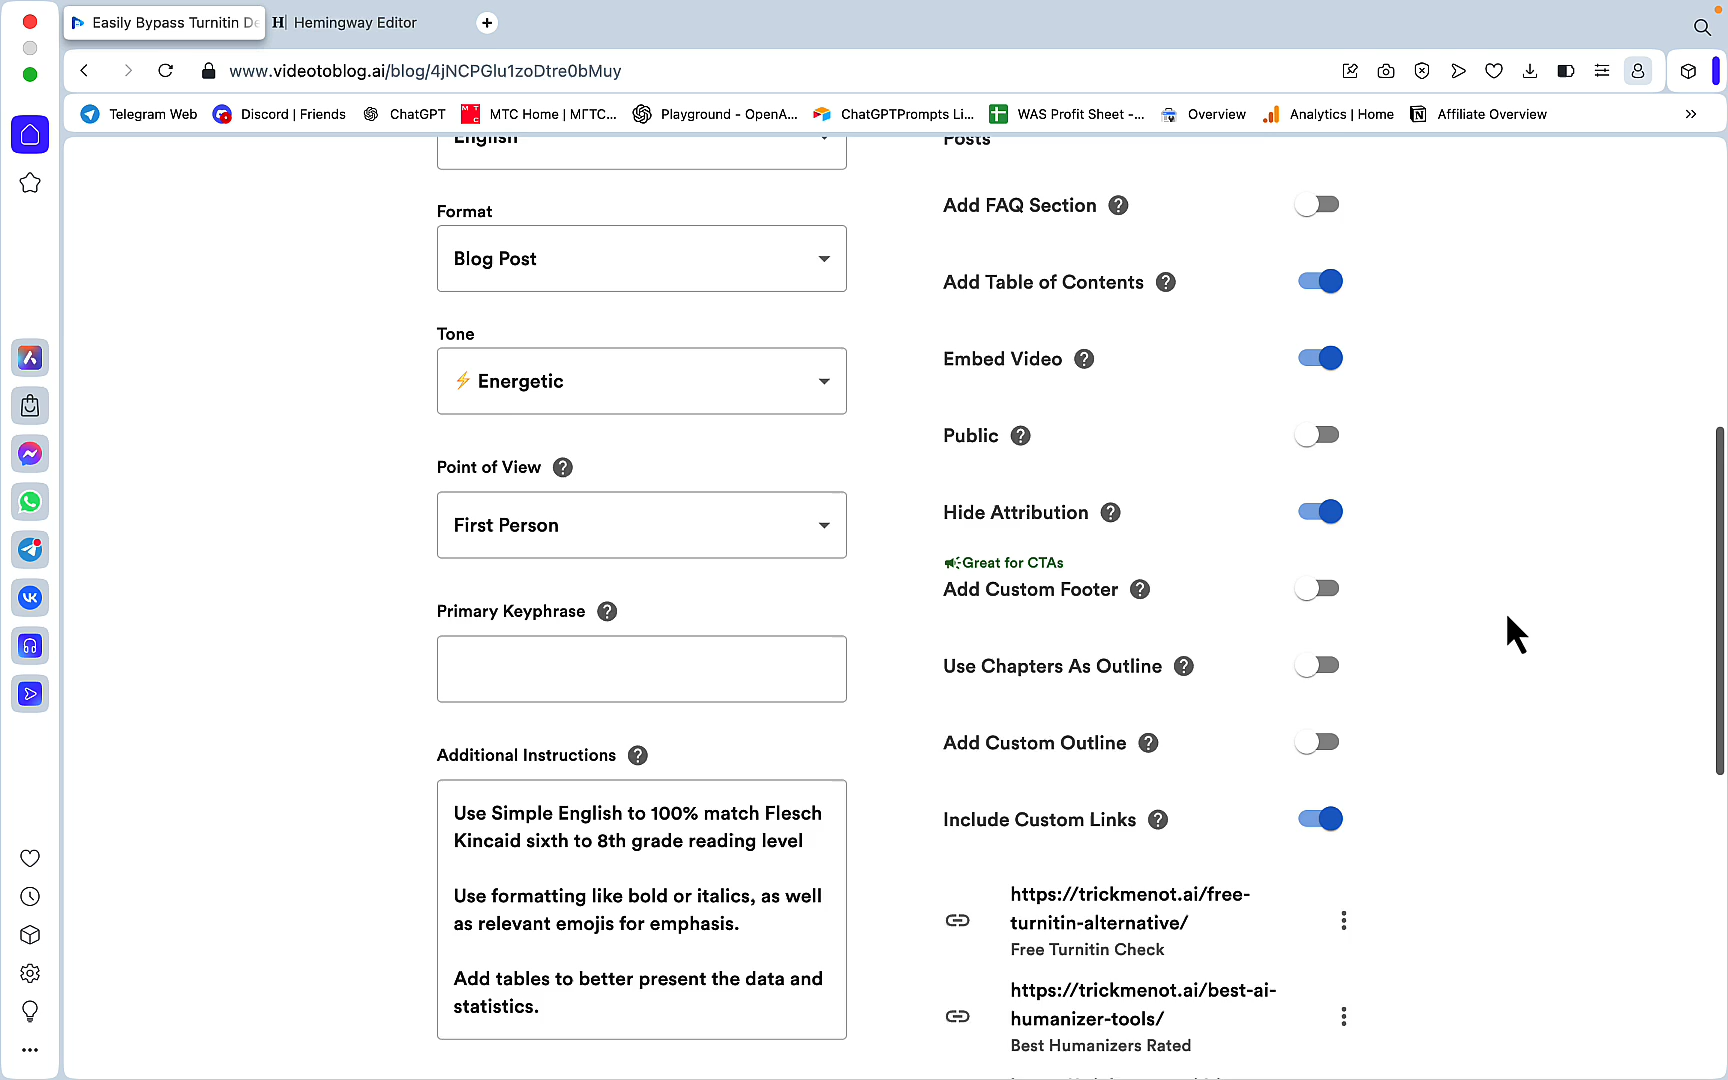 Easily Bypass Turnitin De
H Hemingway Editor
www.videotoblog.ai/blog/4jNCPGlu1zoDtre0bMuy
Telegram Web
Discord | Friends
ChatGPT
MTC Home | МГТС...
Playground - OpenA...
ChatGPTPrompts Li...
WAS Profit Sheet -...
Overview
Analytics | Home
Affiliate Overview
English
Posts
Format
Blog Post
Tone
⚡ Energetic
Point of View
First Person
Primary Keyphrase
Additional Instructions
Use Simple English to 100% match Flesch
Kincaid sixth to 8th grade reading level
Use formatting like bold or italics, as well
as relevant emojis for emphasis.
Add tables to better present the data and
statistics.
Add FAQ Section
Add Table of Contents
Embed Video
Public
Hide Attribution
Great for CTAs
Add Custom Footer
Use Chapters As Outline
Add Custom Outline
Include Custom Links
https://trickmenot.ai/free-
turnitin-alternative/
Free Turnitin Check
https://trickmenot.ai/best-ai-
humanizer-tools/
Best Humanizers Rated